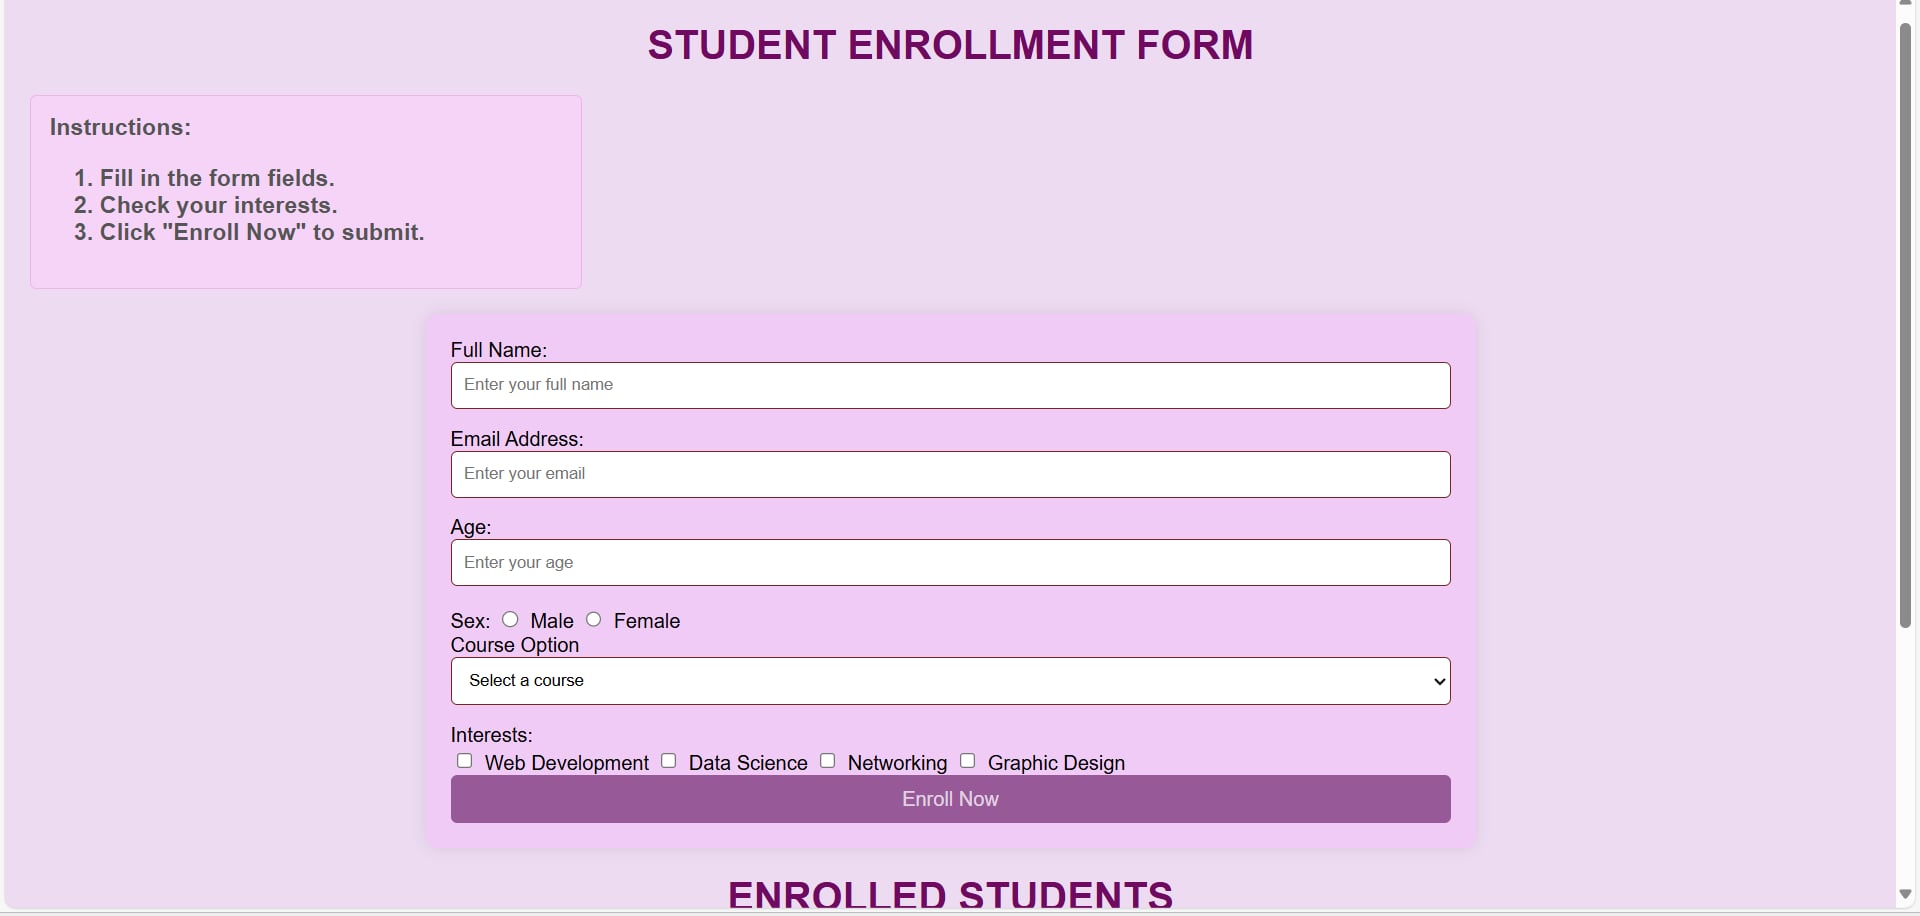 STUDENT ENROLLMENT FORM
Instructions:
1. Fill in the form fields.
2. Check your interests.
3. Click "Enroll Now" to submit.
Full Name:
Enter your full name
Email Address:
Enter your email
Age:
Enter your age
Sex: Male Female
Course Option
Select a course
Interests:
Web Development Data Science Networking Graphic Design
Enroll Now
ENROLLED STUDENTS